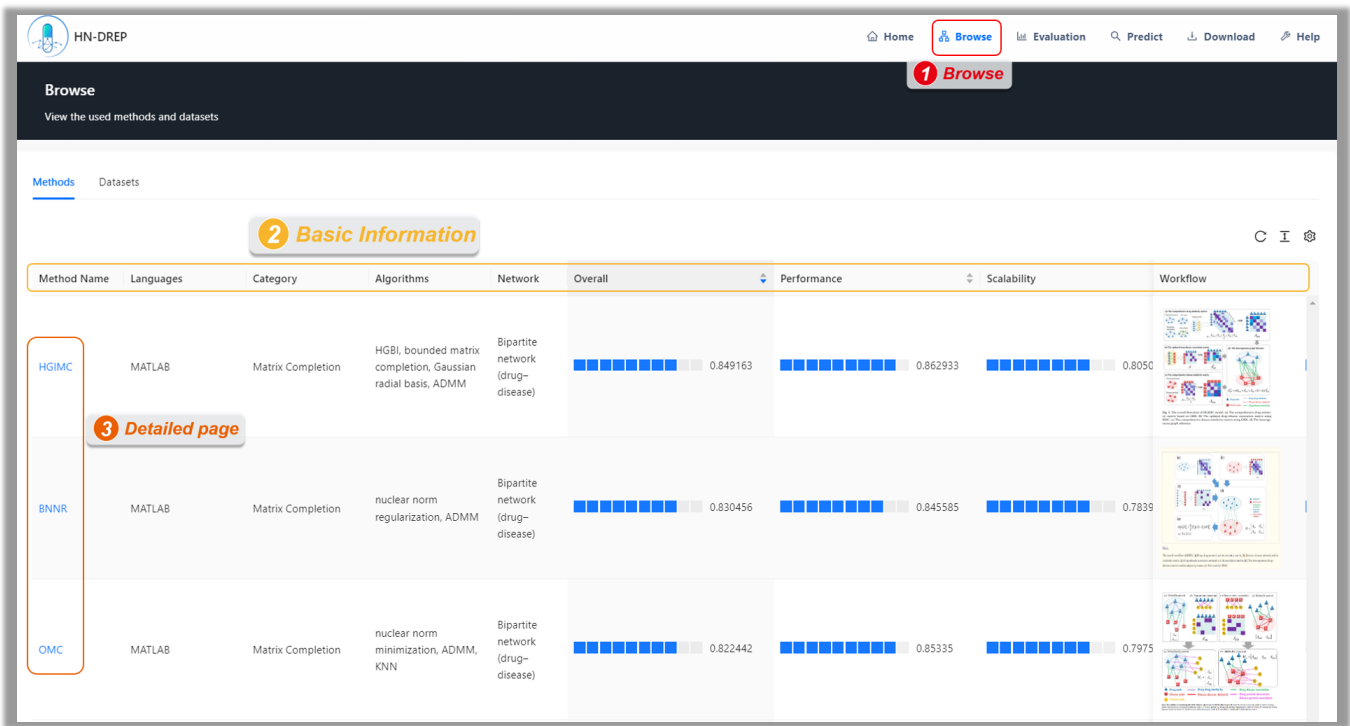 HN-DREP
Home Browse Evaluation Predict Download Help
1 Browse
Browse
View the used methods and datasets
Methods Datasets
2 Basic Information
Method Name Languages Category Algorithms Network Overall Performance Scalability Workflow
HGIMC MATLAB Matrix Completion
HGBI, bounded matrix
completion, Gaussian
radial basis, ADMM
Bipartite
network
(drug–
disease)
0.849163 0.862933 0.8050
3 Detailed page
BNNR MATLAB Matrix Completion
nuclear norm
regularization, ADMM
Bipartite
network
(drug–
disease)
0.830456 0.845585 0.7839
OMC MATLAB Matrix Completion
nuclear norm
minimization, ADMM,
KNN
Bipartite
network
(drug–
disease)
0.822442 0.85335 0.7975